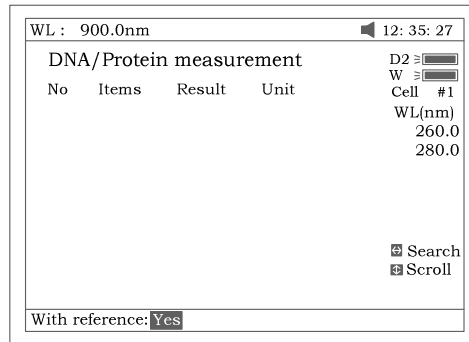 WL : 900.0nm 12: 35: 27
DNA/Protein measurement
D2
W
No Items Result Unit
Cell #1
WL(nm)
260.0
280.0
Search
Scroll
With reference: Yes